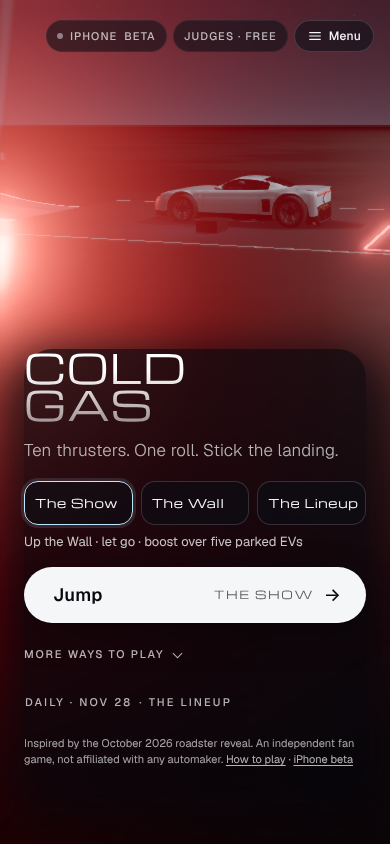 IPHONE BETA
JUDGES · FREE
Menu
COLD
GAS
Ten thrusters. One roll. Stick the landing.
The Show
The Wall
The Lineup
Up the Wall · let go · boost over five parked EVs
Jump
THE SHOW
MORE WAYS TO PLAY
DAILY · NOV 28 · THE LINEUP
Inspired by the October 2026 roadster reveal. An independent fan
game, not affiliated with any automaker. How to play · iPhone beta